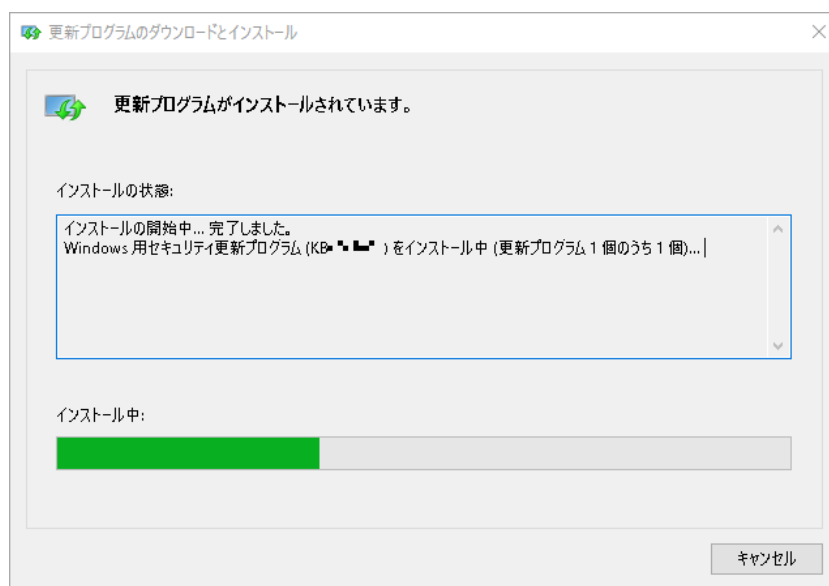 更新プログラムのダウンロードとインストール
更新プログラムがインストールされています。
インストールの状態:
インストールの開始中... 完了しました。
Windows 用セキュリティ更新プログラム (KB ) をインストール中 (更新プログラム 1 個のうち 1 個)...
インストール中:
キャンセル